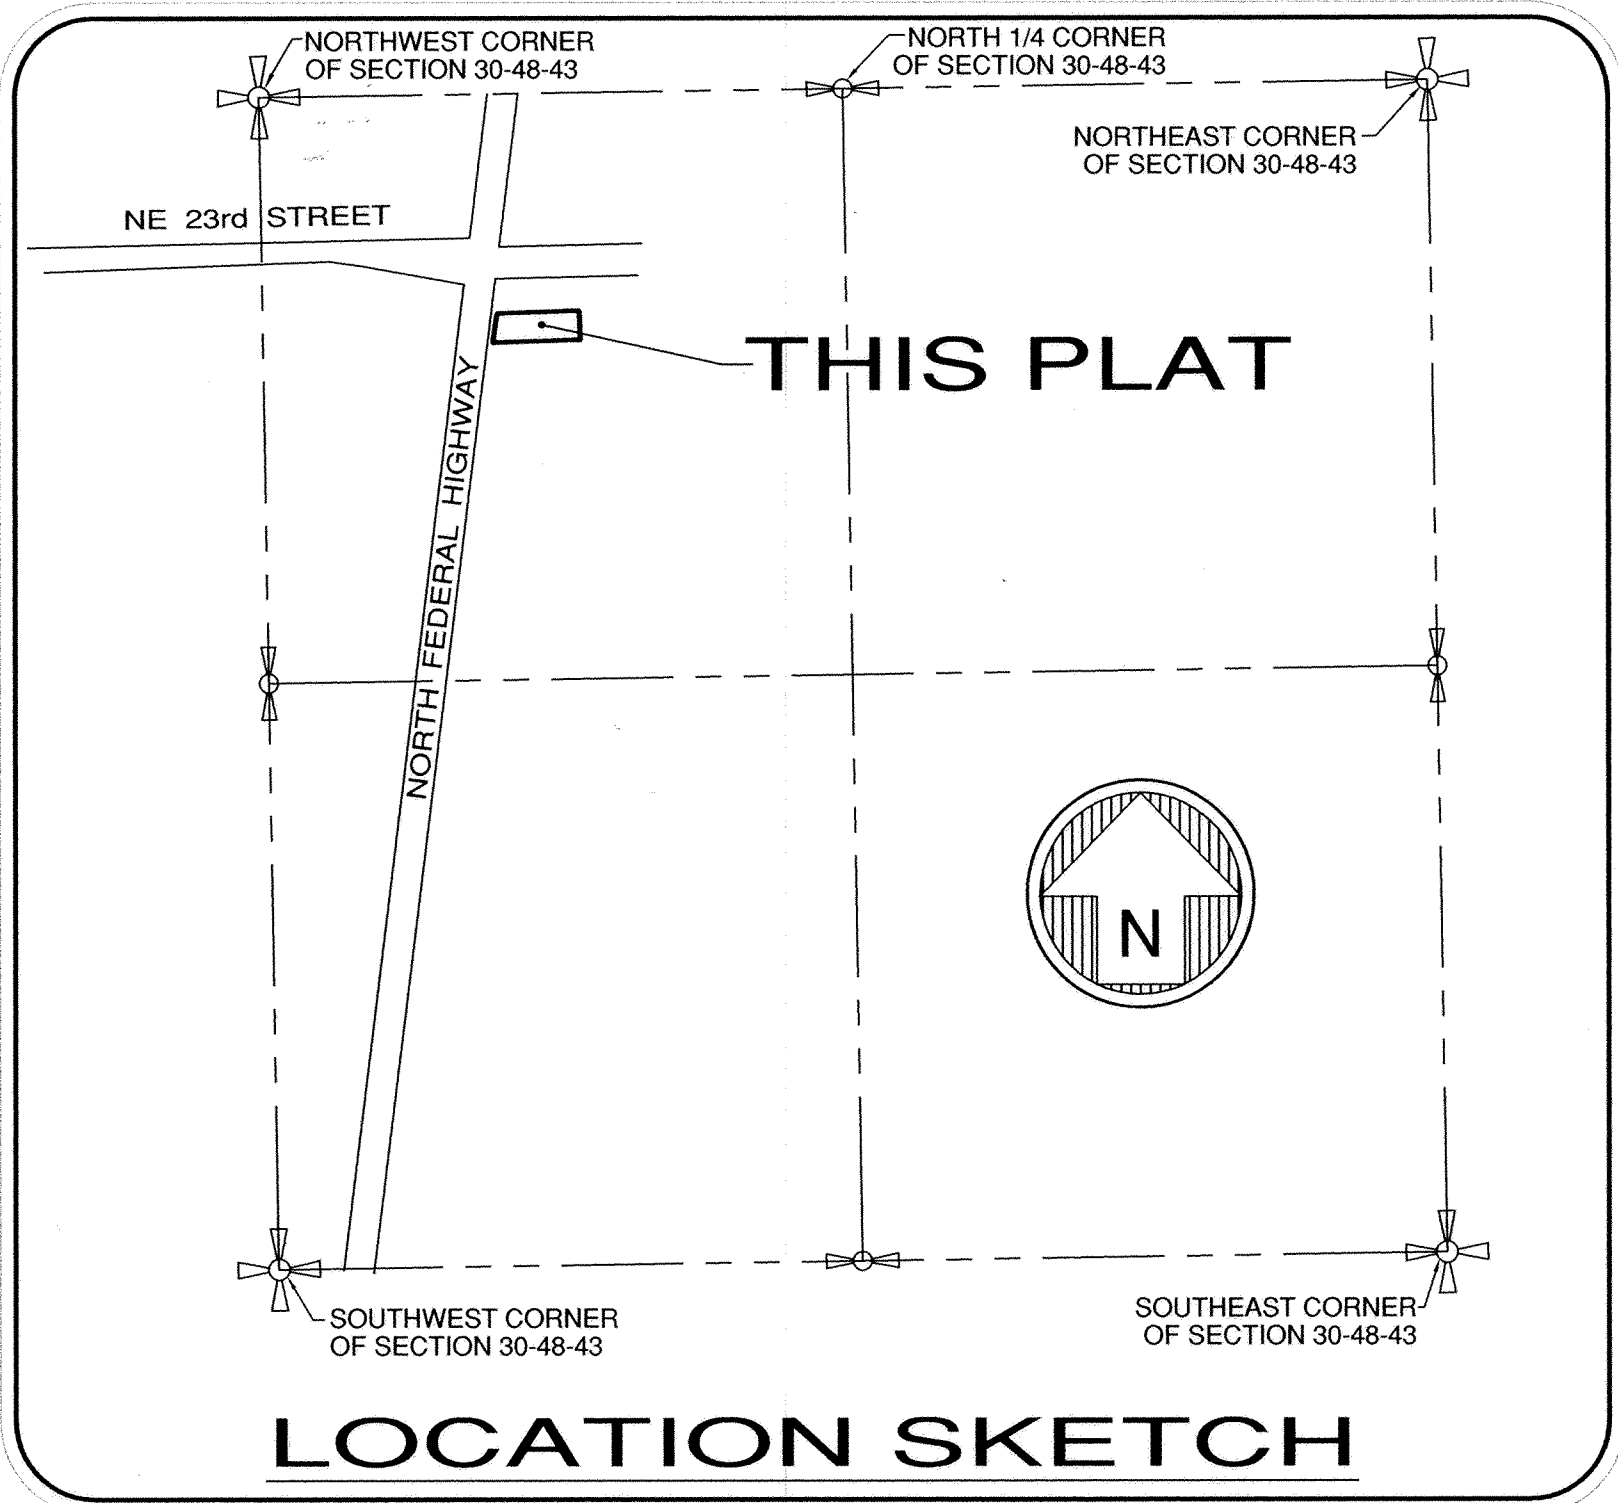 NORTHWEST CORNER
OF SECTION 30-48-43
NORTH 1/4 CORNER
OF SECTION 30-48-43
NORTHEAST CORNER
OF SECTION 30-48-43
NE 23rd STREET
THIS PLAT
NORTH FEDERAL HIGHWAY
N
SOUTHWEST CORNER
OF SECTION 30-48-43
SOUTHEAST CORNER
OF SECTION 30-48-43
LOCATION SKETCH